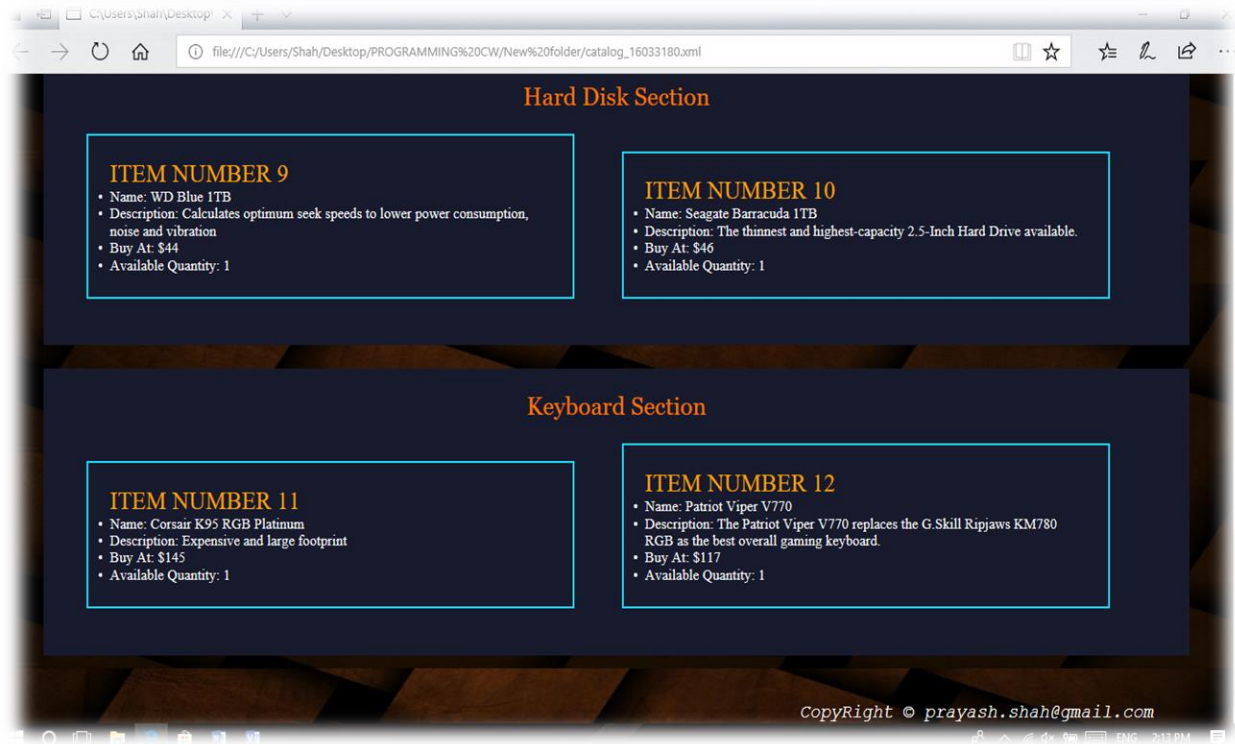 C:\Users\Shah\Desktop\
file:///C:/Users/Shah/Desktop/PROGRAMMING%20CW/New%20folder/catalog_16033180.xml
Hard Disk Section
ITEM NUMBER 9
• Name: WD Blue 1TB
• Description: Calculates optimum seek speeds to lower power consumption,
noise and vibration
• Buy At: $44
• Available Quantity: 1
ITEM NUMBER 10
• Name: Seagate Barracuda 1TB
• Description: The thinnest and highest-capacity 2.5-Inch Hard Drive available.
• Buy At: $46
• Available Quantity: 1
Keyboard Section
ITEM NUMBER 11
• Name: Corsair K95 RGB Platinum
• Description: Expensive and large footprint
• Buy At: $145
• Available Quantity: 1
ITEM NUMBER 12
• Name: Patriot Viper V770
• Description: The Patriot Viper V770 replaces the G.Skill Ripjaws KM780
RGB as the best overall gaming keyboard.
• Buy At: $117
• Available Quantity: 1
CopyRight © prayash.shah@gmail.com
ENG 2:13 PM